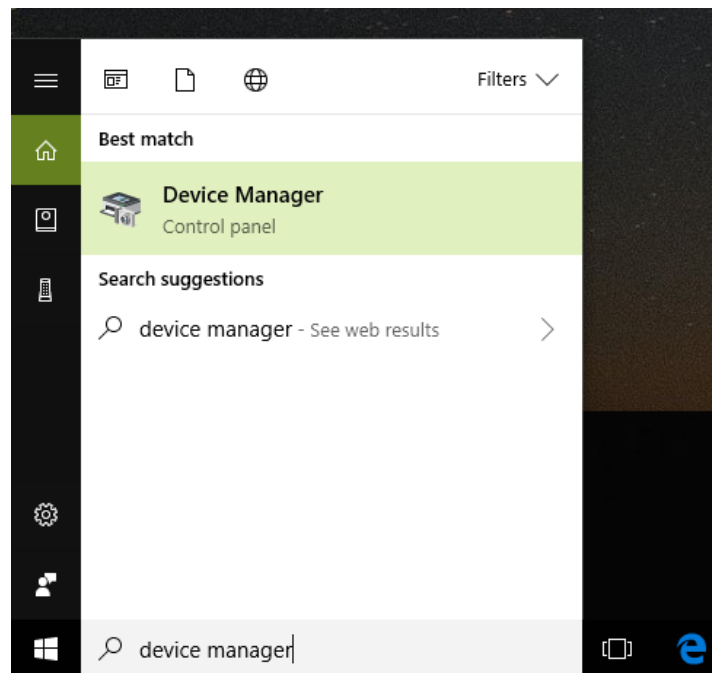 Filters
Best match
Device Manager
Control panel
Search suggestions
device manager - See web results
device manager